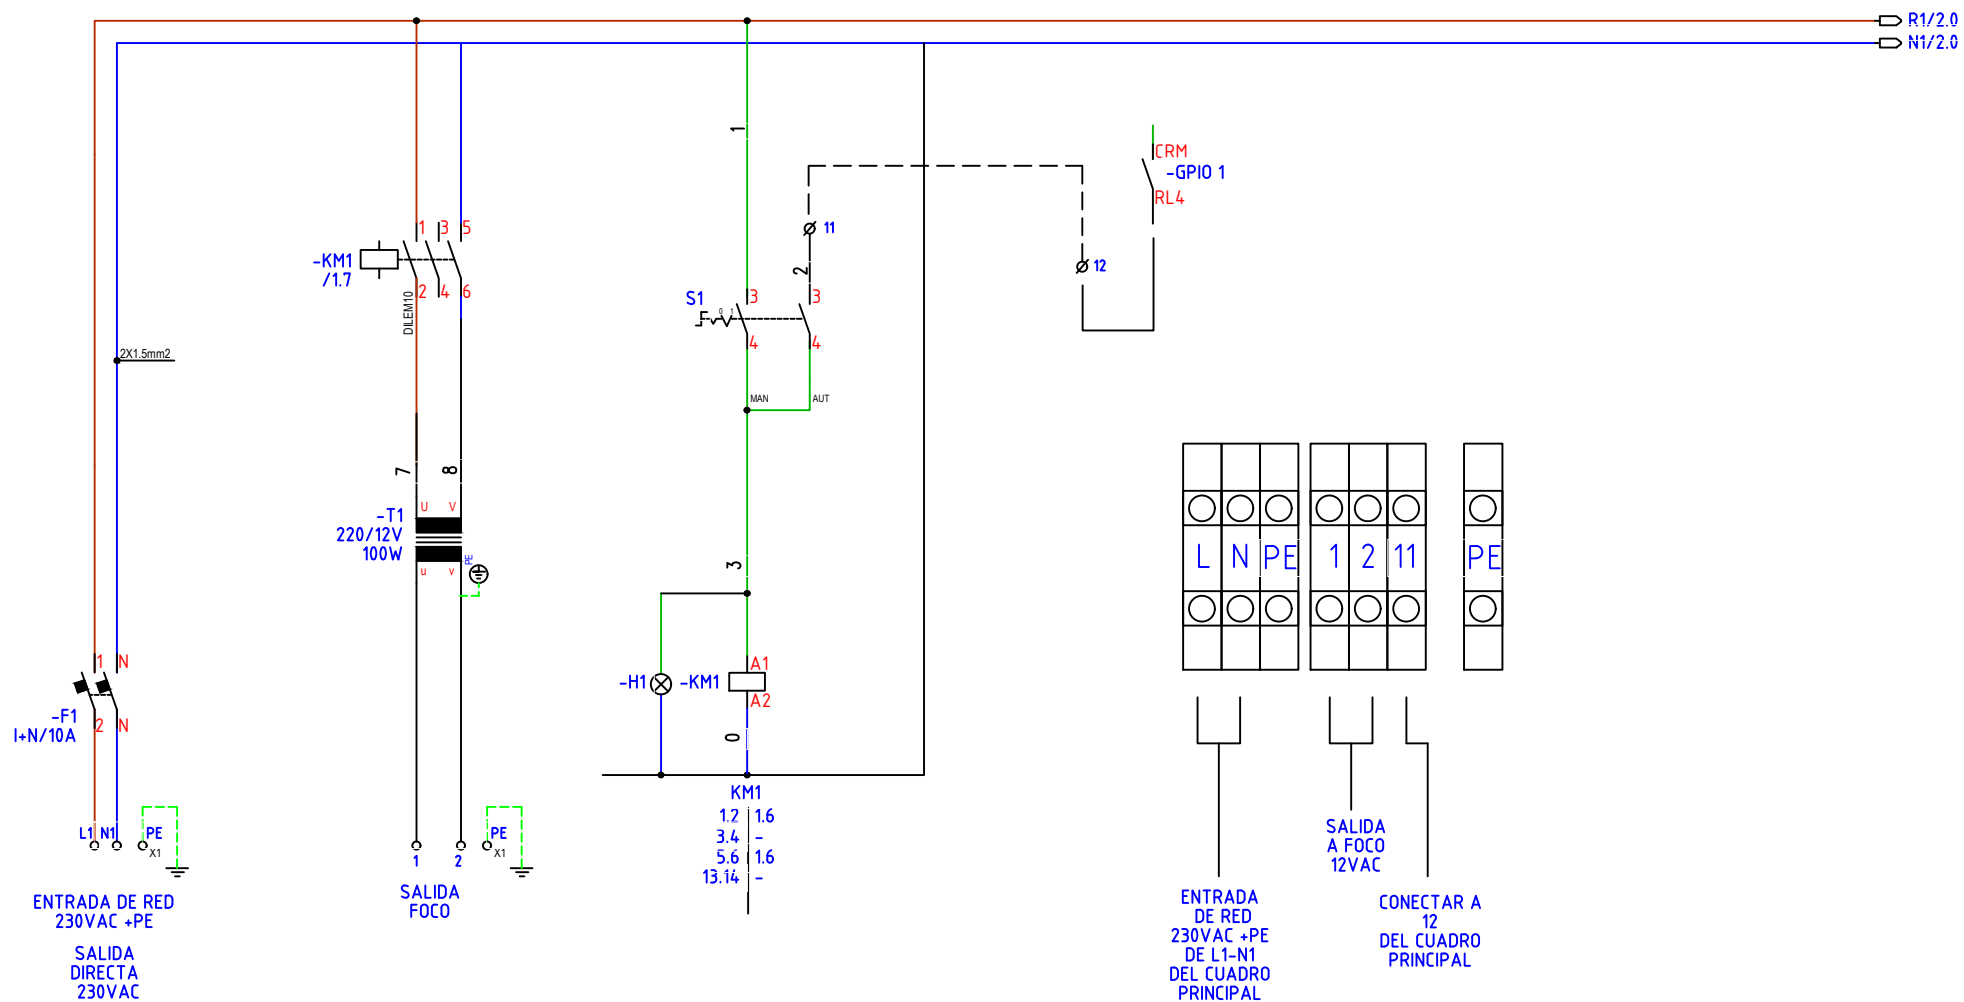 R1/2.0
N1/2.0
1
CRM
-GPIO 1
RL4
11
12
2
1 3 5
-KM1
/1.7
2 4 6
DILEM10
S1
0 1
3
3
4
4
2X1.5mm2
MAN
AUT
7
8
U V
-T1
220/12V
100W
PE
u v
3
L N PE 1 2 11 PE
1 N
-F1
I+N/10A
2 N
-H1
-KM1
A1
A2
0
KM1
1.2 1.6
3.4 -
5.6 1.6
13.14 -
L1 N1 PE
X1
1
2
PE
X1
ENTRADA DE RED
230VAC +PE
SALIDA
DIRECTA
230VAC
SALIDA
FOCO
SALIDA
A FOCO
12VAC
ENTRADA
DE RED
230VAC +PE
DE L1-N1
DEL CUADRO
PRINCIPAL
CONECTAR A
12
DEL CUADRO
PRINCIPAL